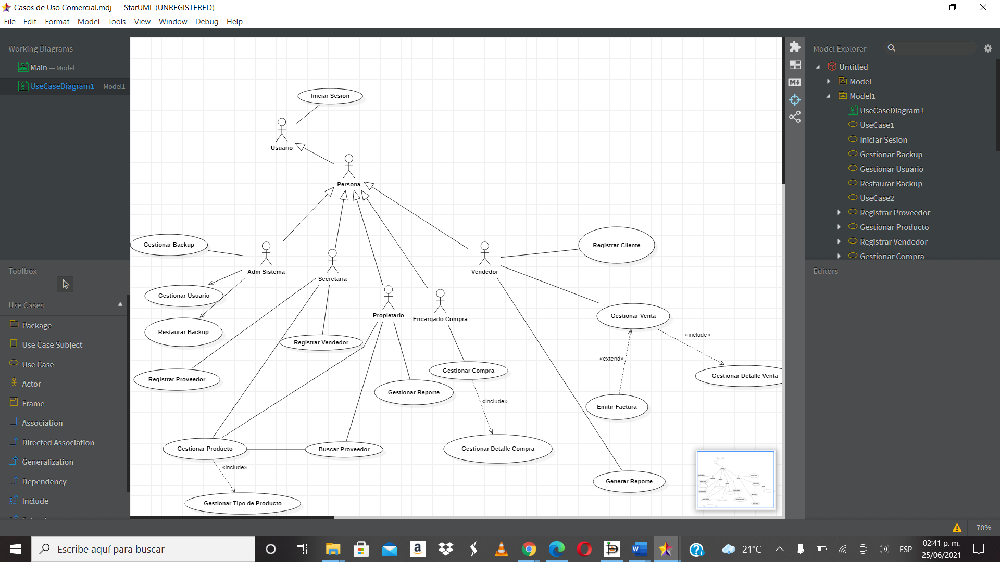 Casos de Uso Comercial.mdj — StarUML (UNREGISTERED)
File Edit Format Model Tools View Window Debug Help
Working Diagrams
Main — Model
UseCaseDiagram1 — Model1
Toolbox
Use Cases
Package
Use Case Subject
Use Case
Actor
Frame
Association
Directed Association
Generalization
Dependency
Include
Iniciar Sesion
Usuario
Persona
Gestionar Backup
Adm Sistema
Secretaria
Vendedor
Registrar Cliente
Gestionar Usuario
Propietario
Encargado Compra
Gestionar Venta
Restaurar Backup
Registrar Vendedor
«include»
«extend»
Gestionar Compra
Gestionar Detalle Venta
Registrar Proveedor
Gestionar Reporte
«include»
Emitir Factura
Gestionar Producto
Buscar Proveedor
Gestionar Detalle Compra
«include»
Generar Reporte
Gestionar Tipo de Producto
Model Explorer
Untitled
Model
Model1
UseCaseDiagram1
UseCase1
Iniciar Sesion
Gestionar Backup
Gestionar Usuario
Restaurar Backup
UseCase2
Registrar Proveedor
Gestionar Producto
Registrar Vendedor
Gestionar Compra
Editors
70%
Escribe aquí para buscar
21°C
ESP
02:41 p. m.
25/06/2021